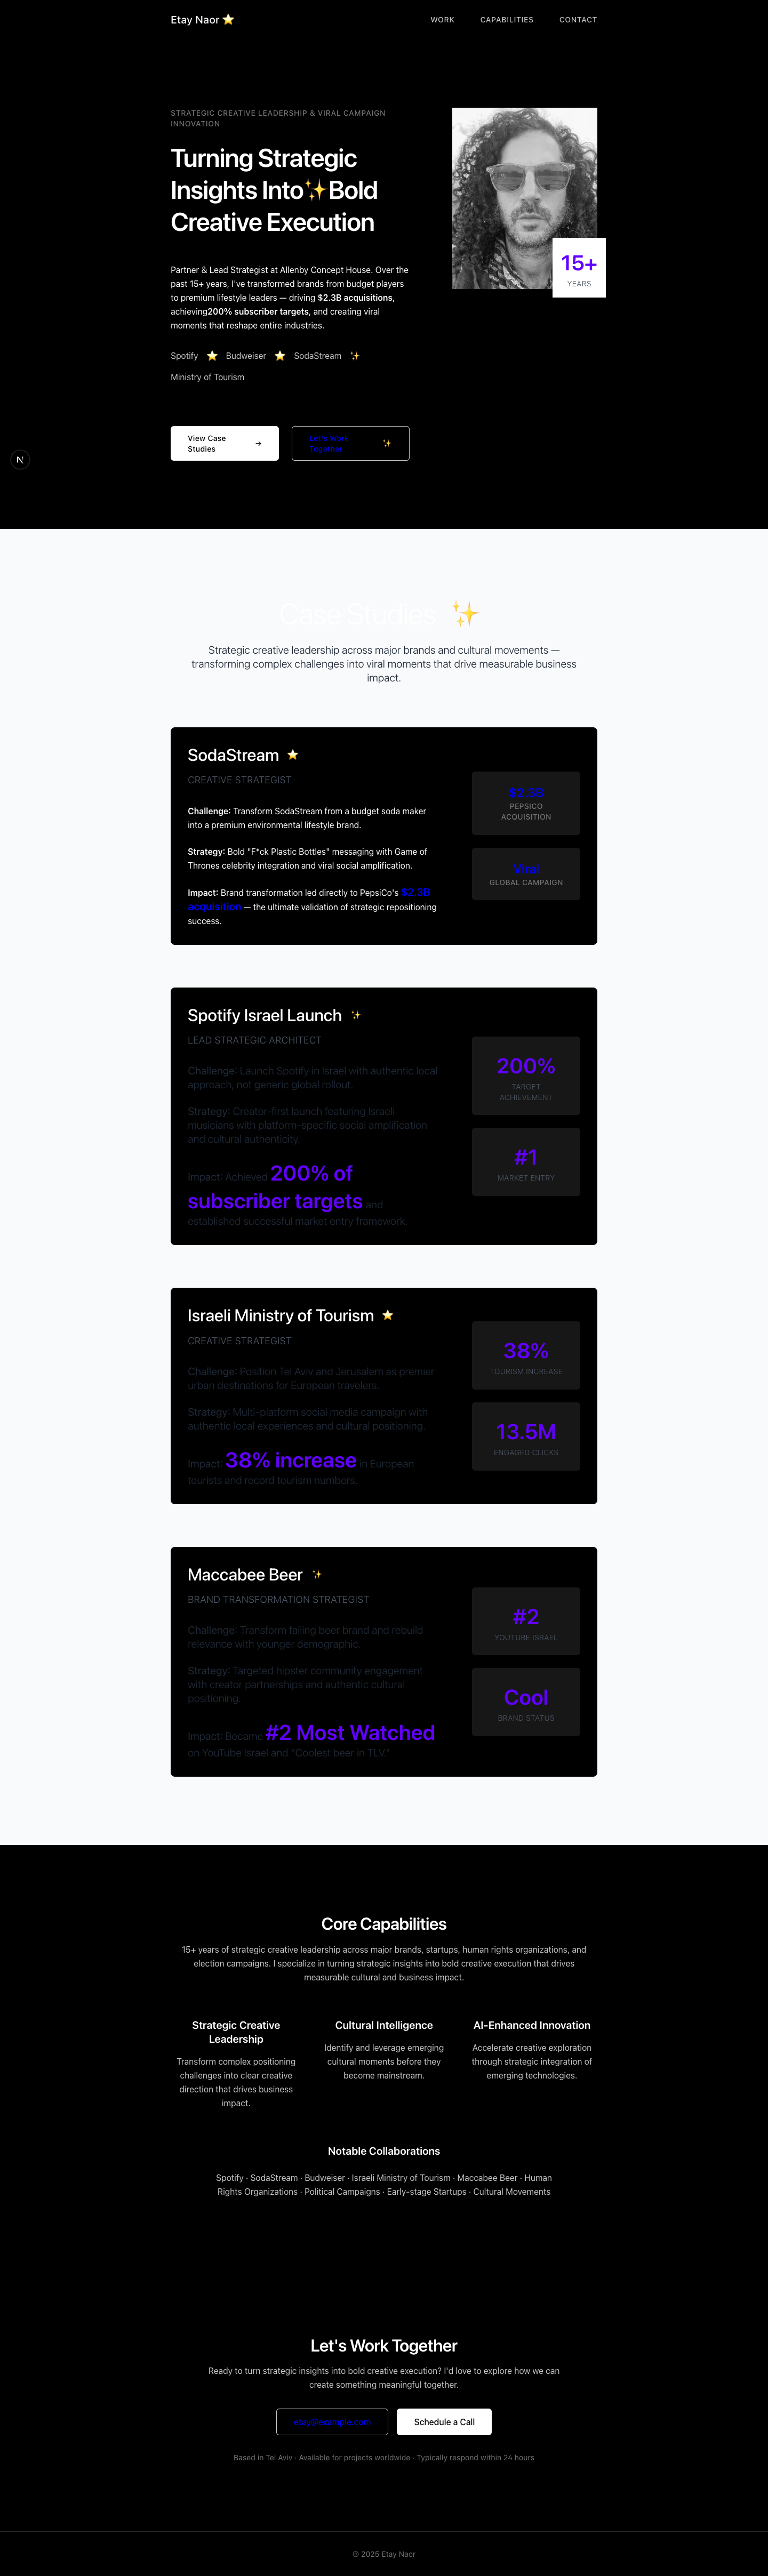 Etay Naor ⭐
WORK CAPABILITIES CONTACT
STRATEGIC CREATIVE LEADERSHIP & VIRAL CAMPAIGN
INNOVATION
Turning Strategic
Insights Into✨Bold
Creative Execution
Partner & Lead Strategist at Allenby Concept House. Over the
past 15+ years, I've transformed brands from budget players
to premium lifestyle leaders — driving $2.3B acquisitions,
achieving200% subscriber targets, and creating viral
moments that reshape entire industries.
Spotify ⭐ Budweiser ⭐ SodaStream ✨
Ministry of Tourism
15+
YEARS
View Case
Studies →
Let's Work
Together ✨
N
Case Studies ✨
Strategic creative leadership across major brands and cultural movements —
transforming complex challenges into viral moments that drive measurable business
impact.
SodaStream ⭐
CREATIVE STRATEGIST
Challenge: Transform SodaStream from a budget soda maker
into a premium environmental lifestyle brand.
Strategy: Bold "F*ck Plastic Bottles" messaging with Game of
Thrones celebrity integration and viral social amplification.
Impact: Brand transformation led directly to PepsiCo's $2.3B
acquisition — the ultimate validation of strategic repositioning
success.
$2.3B
PEPSICO
ACQUISITION
Viral
GLOBAL CAMPAIGN
Spotify Israel Launch ✨
LEAD STRATEGIC ARCHITECT
Challenge: Launch Spotify in Israel with authentic local
approach, not generic global rollout.
Strategy: Creator-first launch featuring Israeli
musicians with platform-specific social amplification
and cultural authenticity.
Impact: Achieved 200% of
subscriber targets and
established successful market entry framework.
200%
TARGET
ACHIEVEMENT
#1
MARKET ENTRY
Israeli Ministry of Tourism ⭐
CREATIVE STRATEGIST
Challenge: Position Tel Aviv and Jerusalem as premier
urban destinations for European travelers.
Strategy: Multi-platform social media campaign with
authentic local experiences and cultural positioning.
Impact: 38% increase in European
tourists and record tourism numbers.
38%
TOURISM INCREASE
13.5M
ENGAGED CLICKS
Maccabee Beer ✨
BRAND TRANSFORMATION STRATEGIST
Challenge: Transform failing beer brand and rebuild
relevance with younger demographic.
Strategy: Targeted hipster community engagement
with creator partnerships and authentic cultural
positioning.
Impact: Became #2 Most Watched
on YouTube Israel and "Coolest beer in TLV."
#2
YOUTUBE ISRAEL
Cool
BRAND STATUS
Core Capabilities
15+ years of strategic creative leadership across major brands, startups, human rights organizations, and
election campaigns. I specialize in turning strategic insights into bold creative execution that drives
measurable cultural and business impact.
Strategic Creative
Leadership
Transform complex positioning
challenges into clear creative
direction that drives business
impact.
Cultural Intelligence
Identify and leverage emerging
cultural moments before they
become mainstream.
AI-Enhanced Innovation
Accelerate creative exploration
through strategic integration of
emerging technologies.
Notable Collaborations
Spotify · SodaStream · Budweiser · Israeli Ministry of Tourism · Maccabee Beer · Human
Rights Organizations · Political Campaigns · Early-stage Startups · Cultural Movements
Let's Work Together
Ready to turn strategic insights into bold creative execution? I'd love to explore how we can
create something meaningful together.
etay@example.com
Schedule a Call
Based in Tel Aviv · Available for projects worldwide · Typically respond within 24 hours
© 2025 Etay Naor